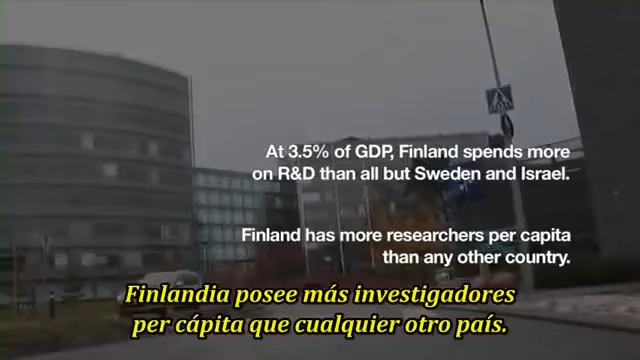 At 3.5% of GDP, Finland spends more
on R&D than all but Sweden and Israel.
Finland has more researchers per capita
than any other country.
Finlandia posee más investigadores
per cápita que cualquier otro país.